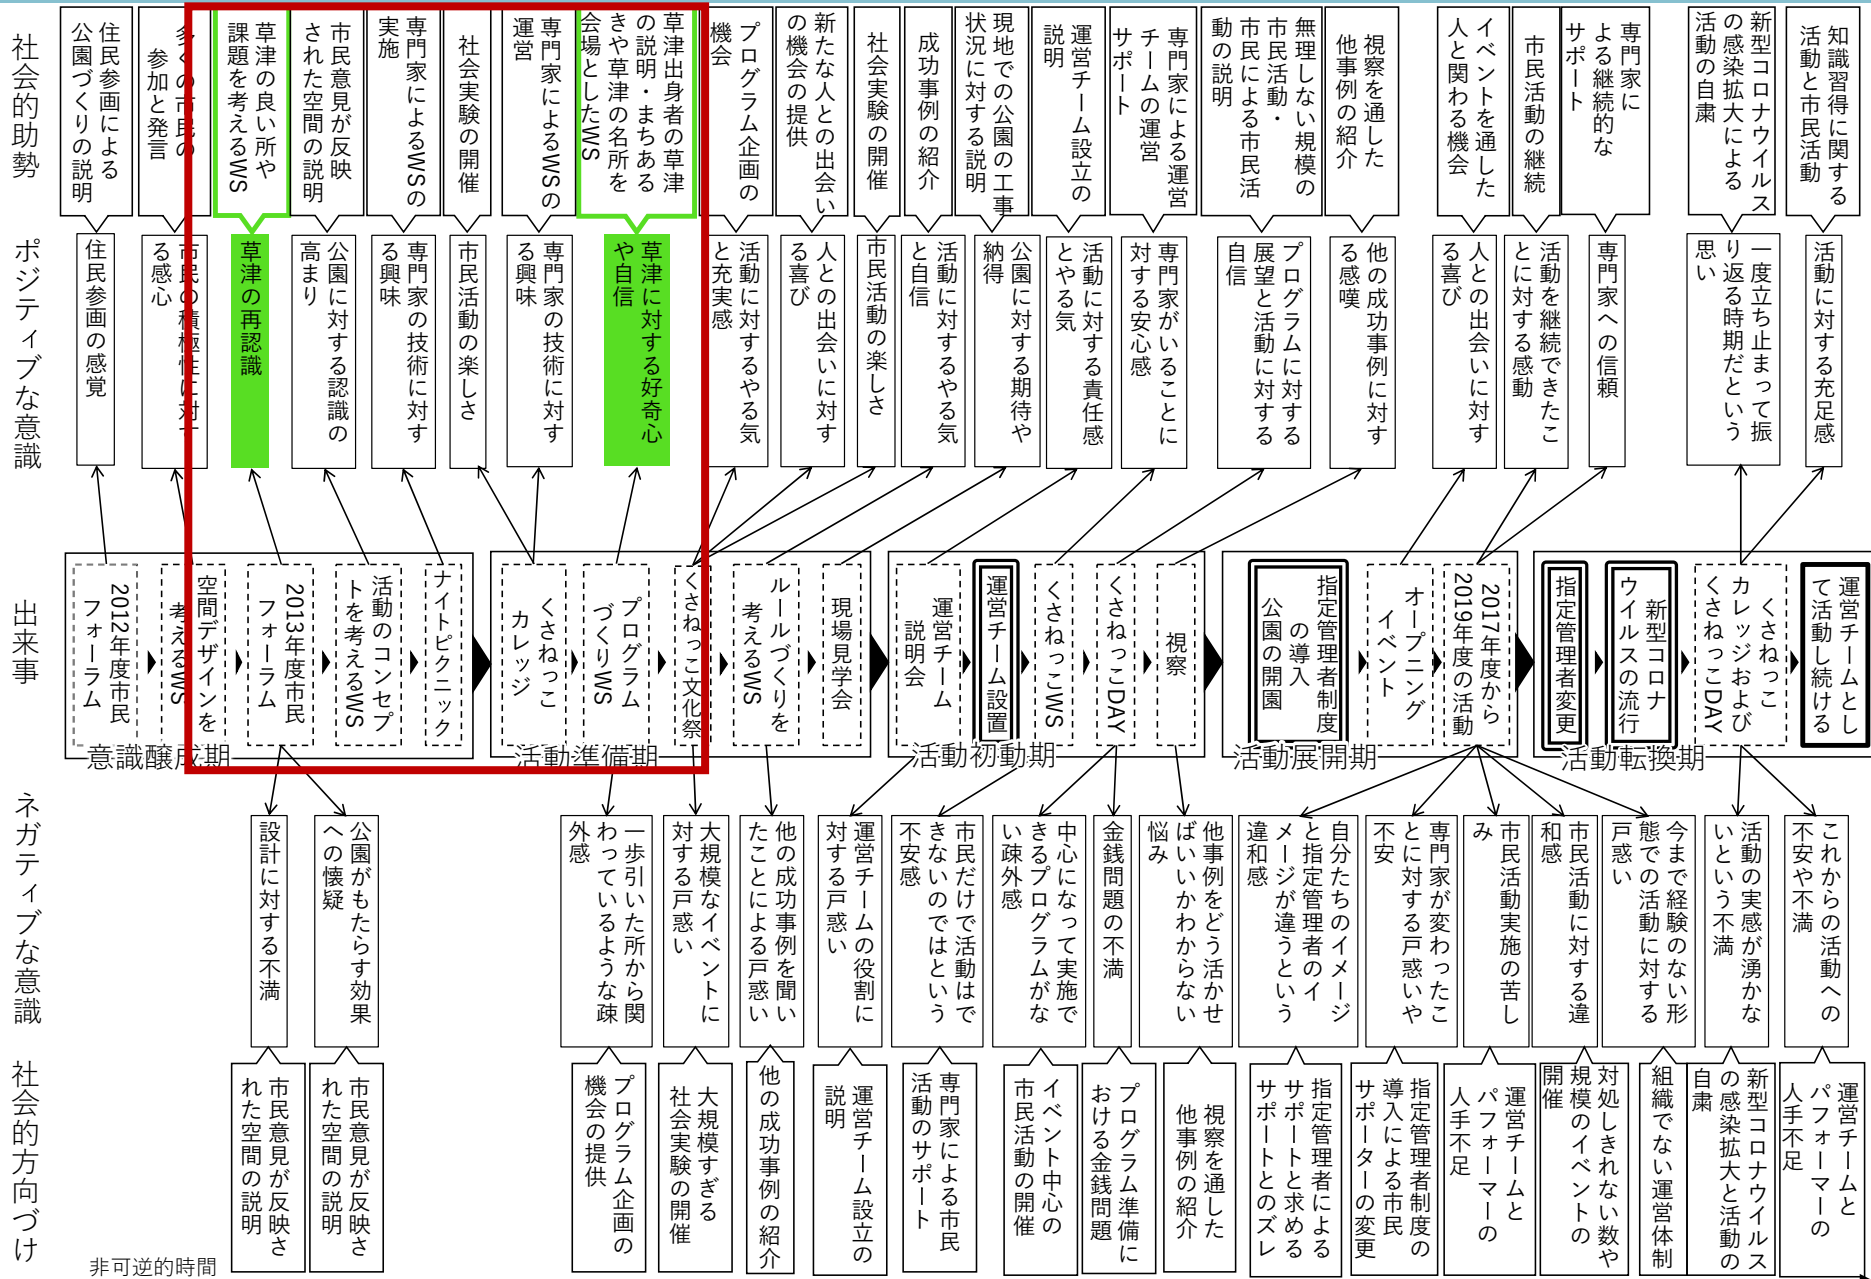 社会的助勢
住民参画による
公園づくりの説明
多くの市民の
参加と発言
草津の良い所や
課題を考えるWS
市民意見が反映
された空間の説明
専門家によるWSの
実施
社会実験の開催
専門家によるWSの
運営
草津出身者の草津
の説明・まちある
きや草津の名所を
会場としたWS
プログラム企画の
機会
新たな人との出会い
の機会の提供
社会実験の開催
成功事例の紹介
現地での公園の工事
状況に対する説明
運営チーム設立の
説明
専門家による運営
チームの運営
サポート
無理しない規模の
市民活動・
市民による市民活
動の説明
視察を通した
他事例の紹介
イベントを通した
人と関わる機会
市民活動の継続
専門家に
よる継続的な
サポート
新型コロナウイルス
の感染拡大による
活動の自粛
知識習得に関する
活動と市民活動
ポジティブな意識
住民参画の感覚
市民の積極性に対す
る感心
草津の再認識
公園に対する認識の
高まり
専門家の技術に対す
る興味
市民活動の楽しさ
専門家の技術に対す
る興味
草津に対する好奇心
や自信
活動に対するやる気
と充実感
人との出会いに対す
る喜び
市民活動の楽しさ
活動に対するやる気
と自信
公園に対する期待や
納得
活動に対する責任感
とやる気
専門家がいることに
対する安心感
プログラムに対する
展望と活動に対する
自信
他の成功事例に対す
る感嘆
人との出会いに対す
る喜び
活動を継続できたこ
とに対する感動
専門家への信頼
一度立ち止まって振
り返る時期だという
思い
活動に対する充足感
出来事
2012年度市民
フォーラム
空間デザインを
考えるWS
2013年度市民
フォーラム
活動のコンセプ
トを考えるWS
ナイトピクニック
意識醸成期
くさねっこ
カレッジ
プログラム
づくりWS
くさねっこ文化祭
ルールづくりを
考えるWS
現場見学会
活動準備期
運営チーム
説明会
運営チーム設置
くさねっこWS
くさねっこDAY
視察
活動初動期
指定管理者制度
の導入
公園の開園
オープニング
イベント
2017年度から
2019年度の活動
活動展開期
指定管理者変更
新型コロナ
ウイルスの流行
くさねっこ
カレッジおよび
くさねっこDAY
運営チームとし
て活動し続ける
活動転換期
ネガティブな意識
設計に対する不満
公園がもたらす効果
への懐疑
一歩引いた所から関
わっているような疎
外感
大規模なイベントに
対する戸惑い
他の成功事例を聞い
たことによる戸惑い
運営チームの役割に
対する戸惑い
市民だけで活動はで
きないのではという
不安感
中心になって実施で
きるプログラムがな
い疎外感
金銭問題の不満
他事例をどう活かせ
ばいいかわからない
悩み
自分たちのイメージ
と指定管理者のイ
メージが違うという
違和感
専門家が変わったこ
とに対する戸惑いや
不安
市民活動実施の苦し
み
市民活動に対する違
和感
今まで経験のない形
態での活動に対する
戸惑い
活動の実感が湧かな
いという不満
これからの活動への
不安や不満
社会的方向づけ
市民意見が反映さ
れた空間の説明
市民意見が反映さ
れた空間の説明
プログラム企画の
機会の提供
大規模すぎる
社会実験の開催
他の成功事例の紹介
運営チーム設立の
説明
専門家による市民
活動のサポート
イベント中心の
市民活動の開催
プログラム準備に
おける金銭問題
視察を通した
他事例の紹介
指定管理者による
サポートと求める
サポートとのズレ
指定管理者制度の
導入による市民
サポーターの変更
運営チームと
パフォーマーの
人手不足
対処しきれない数や
規模のイベントの
開催
組織でない運営体制
新型コロナウイルス
の感染拡大と活動の
自粛
運営チームと
パフォーマーの
人手不足
非可逆的時間